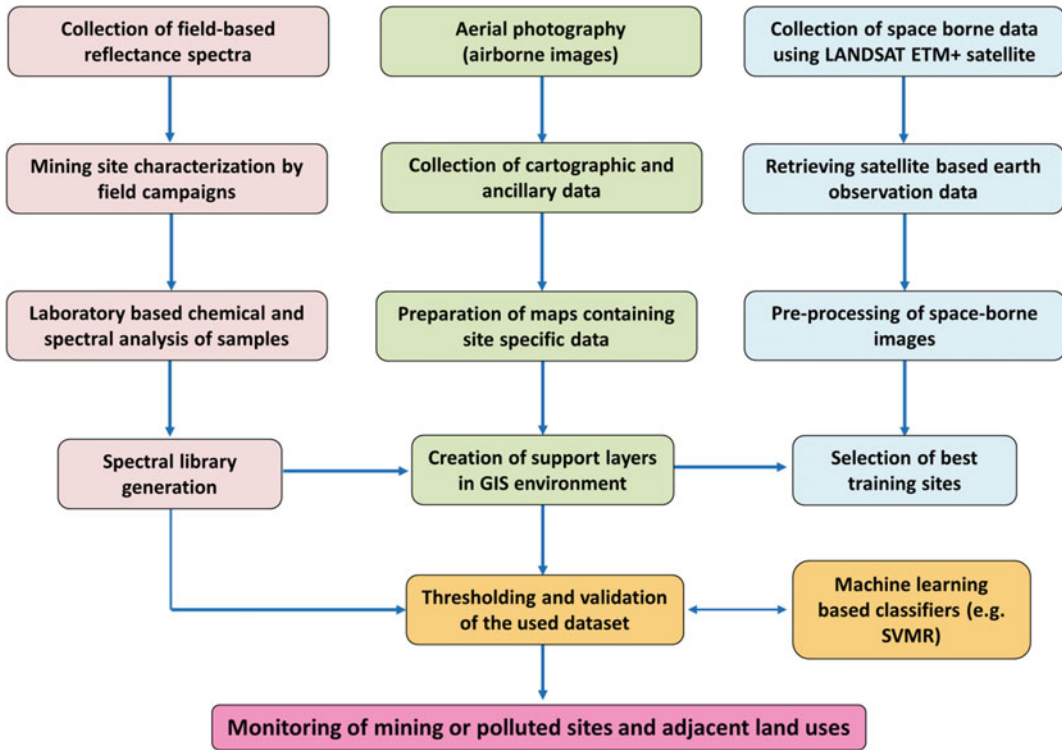 Collection of field-based
reflectance spectra
Aerial photography
(airborne images)
Collection of space borne data
using LANDSAT ETM+ satellite
Mining site characterization by
field campaigns
Collection of cartographic and
ancillary data
Retrieving satellite based earth
observation data
Laboratory based chemical and
spectral analysis of samples
Preparation of maps containing
site specific data
Pre-processing of space-borne
images
Spectral library
generation
Creation of support layers
in GIS environment
Selection of best
training sites
Thresholding and validation
of the used dataset
Machine learning
based classifiers (e.g.
SVMR)
Monitoring of mining or polluted sites and adjacent land uses